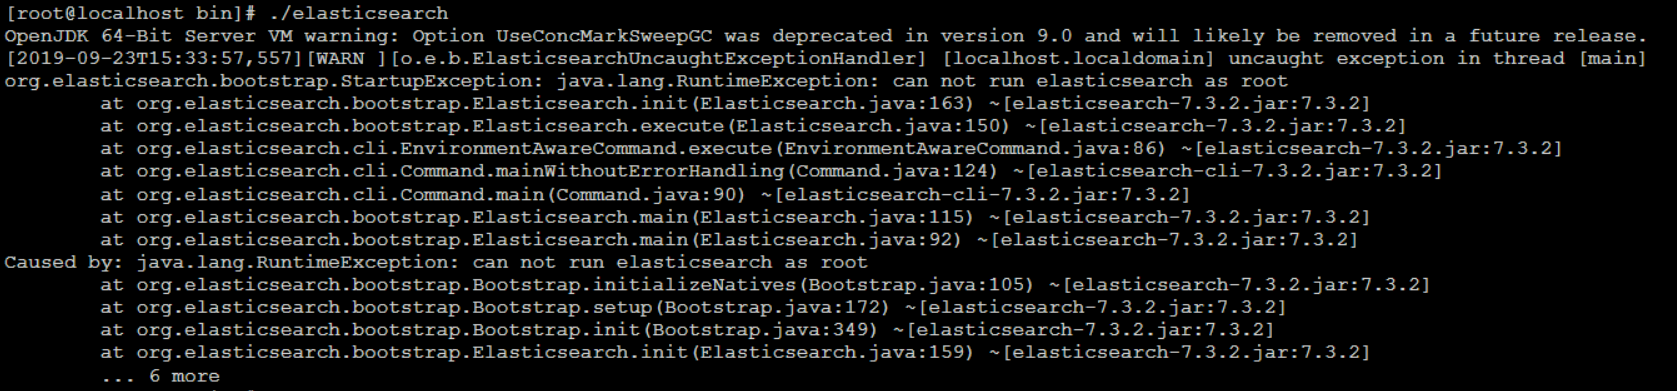 [root@localhost bin]# ./elasticsearch
OpenJDK 64-Bit Server VM warning: Option UseConcMarkSweepGC was deprecated in version 9.0 and will likely be removed in a future release.
[2019-09-23T15:33:57,557][WARN ][o.e.b.ElasticsearchUncaughtExceptionHandler] [localhost.localdomain] uncaught exception in thread [main]
org.elasticsearch.bootstrap.StartupException: java.lang.RuntimeException: can not run elasticsearch as root
        at org.elasticsearch.bootstrap.Elasticsearch.init(Elasticsearch.java:163) ~[elasticsearch-7.3.2.jar:7.3.2]
        at org.elasticsearch.bootstrap.Elasticsearch.execute(Elasticsearch.java:150) ~[elasticsearch-7.3.2.jar:7.3.2]
        at org.elasticsearch.cli.EnvironmentAwareCommand.execute(EnvironmentAwareCommand.java:86) ~[elasticsearch-7.3.2.jar:7.3.2]
        at org.elasticsearch.cli.Command.mainWithoutErrorHandling(Command.java:124) ~[elasticsearch-cli-7.3.2.jar:7.3.2]
        at org.elasticsearch.cli.Command.main(Command.java:90) ~[elasticsearch-cli-7.3.2.jar:7.3.2]
        at org.elasticsearch.bootstrap.Elasticsearch.main(Elasticsearch.java:115) ~[elasticsearch-7.3.2.jar:7.3.2]
        at org.elasticsearch.bootstrap.Elasticsearch.main(Elasticsearch.java:92) ~[elasticsearch-7.3.2.jar:7.3.2]
Caused by: java.lang.RuntimeException: can not run elasticsearch as root
        at org.elasticsearch.bootstrap.Bootstrap.initializeNatives(Bootstrap.java:105) ~[elasticsearch-7.3.2.jar:7.3.2]
        at org.elasticsearch.bootstrap.Bootstrap.setup(Bootstrap.java:172) ~[elasticsearch-7.3.2.jar:7.3.2]
        at org.elasticsearch.bootstrap.Bootstrap.init(Bootstrap.java:349) ~[elasticsearch-7.3.2.jar:7.3.2]
        at org.elasticsearch.bootstrap.Elasticsearch.init(Elasticsearch.java:159) ~[elasticsearch-7.3.2.jar:7.3.2]
        ... 6 more